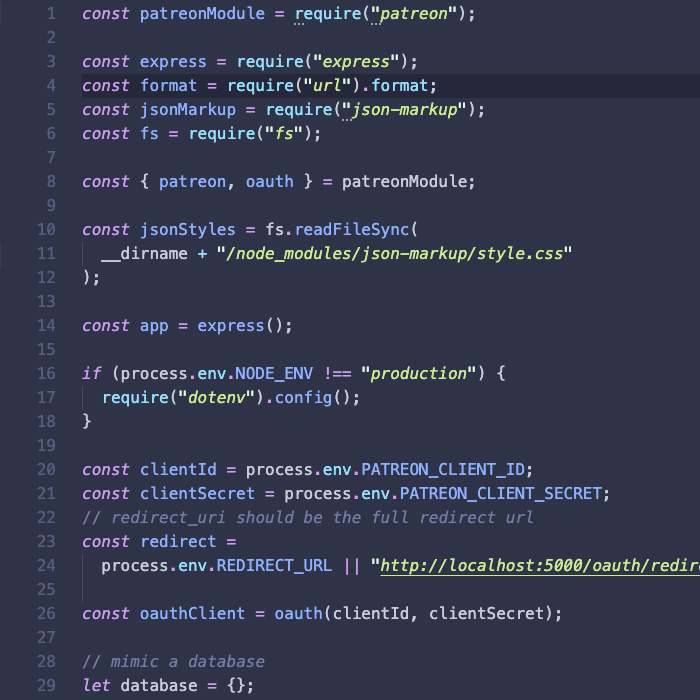 1 const patreonModule = require("patreon");
2
3 const express = require("express");
4 const format = require("url").format;
5 const jsonMarkup = require("json-markup");
6 const fs = require("fs");
7
8 const { patreon, oauth } = patreonModule;
9
10 const jsonStyles = fs.readFileSync(
11   __dirname + "/node_modules/json-markup/style.css"
12 );
13
14 const app = express();
15
16 if (process.env.NODE_ENV !== "production") {
17   require("dotenv").config();
18 }
19
20 const clientId = process.env.PATREON_CLIENT_ID;
21 const clientSecret = process.env.PATREON_CLIENT_SECRET;
22 // redirect_uri should be the full redirect url
23 const redirect =
24   process.env.REDIRECT_URL || "http://localhost:5000/oauth/redir
25
26 const oauthClient = oauth(clientId, clientSecret);
27
28 // mimic a database
29 let database = {};